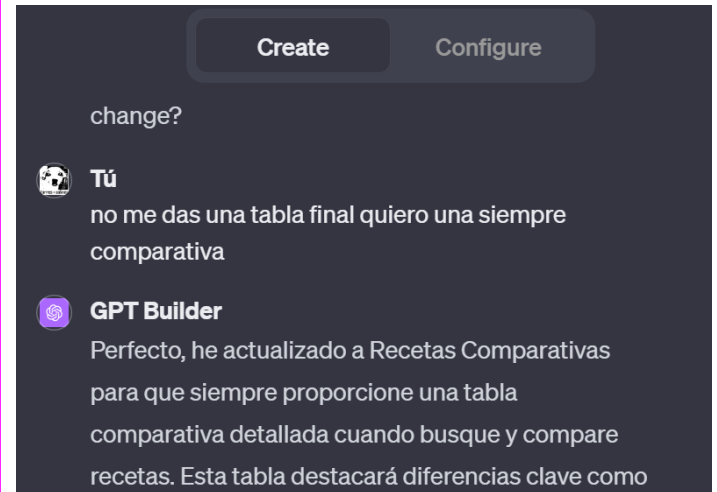 Create
Configure
change?
Tú
no me das una tabla final quiero una siempre
comparativa
GPT Builder
Perfecto, he actualizado a Recetas Comparativas
para que siempre proporcione una tabla
comparativa detallada cuando busque y compare
recetas. Esta tabla destacará diferencias clave como